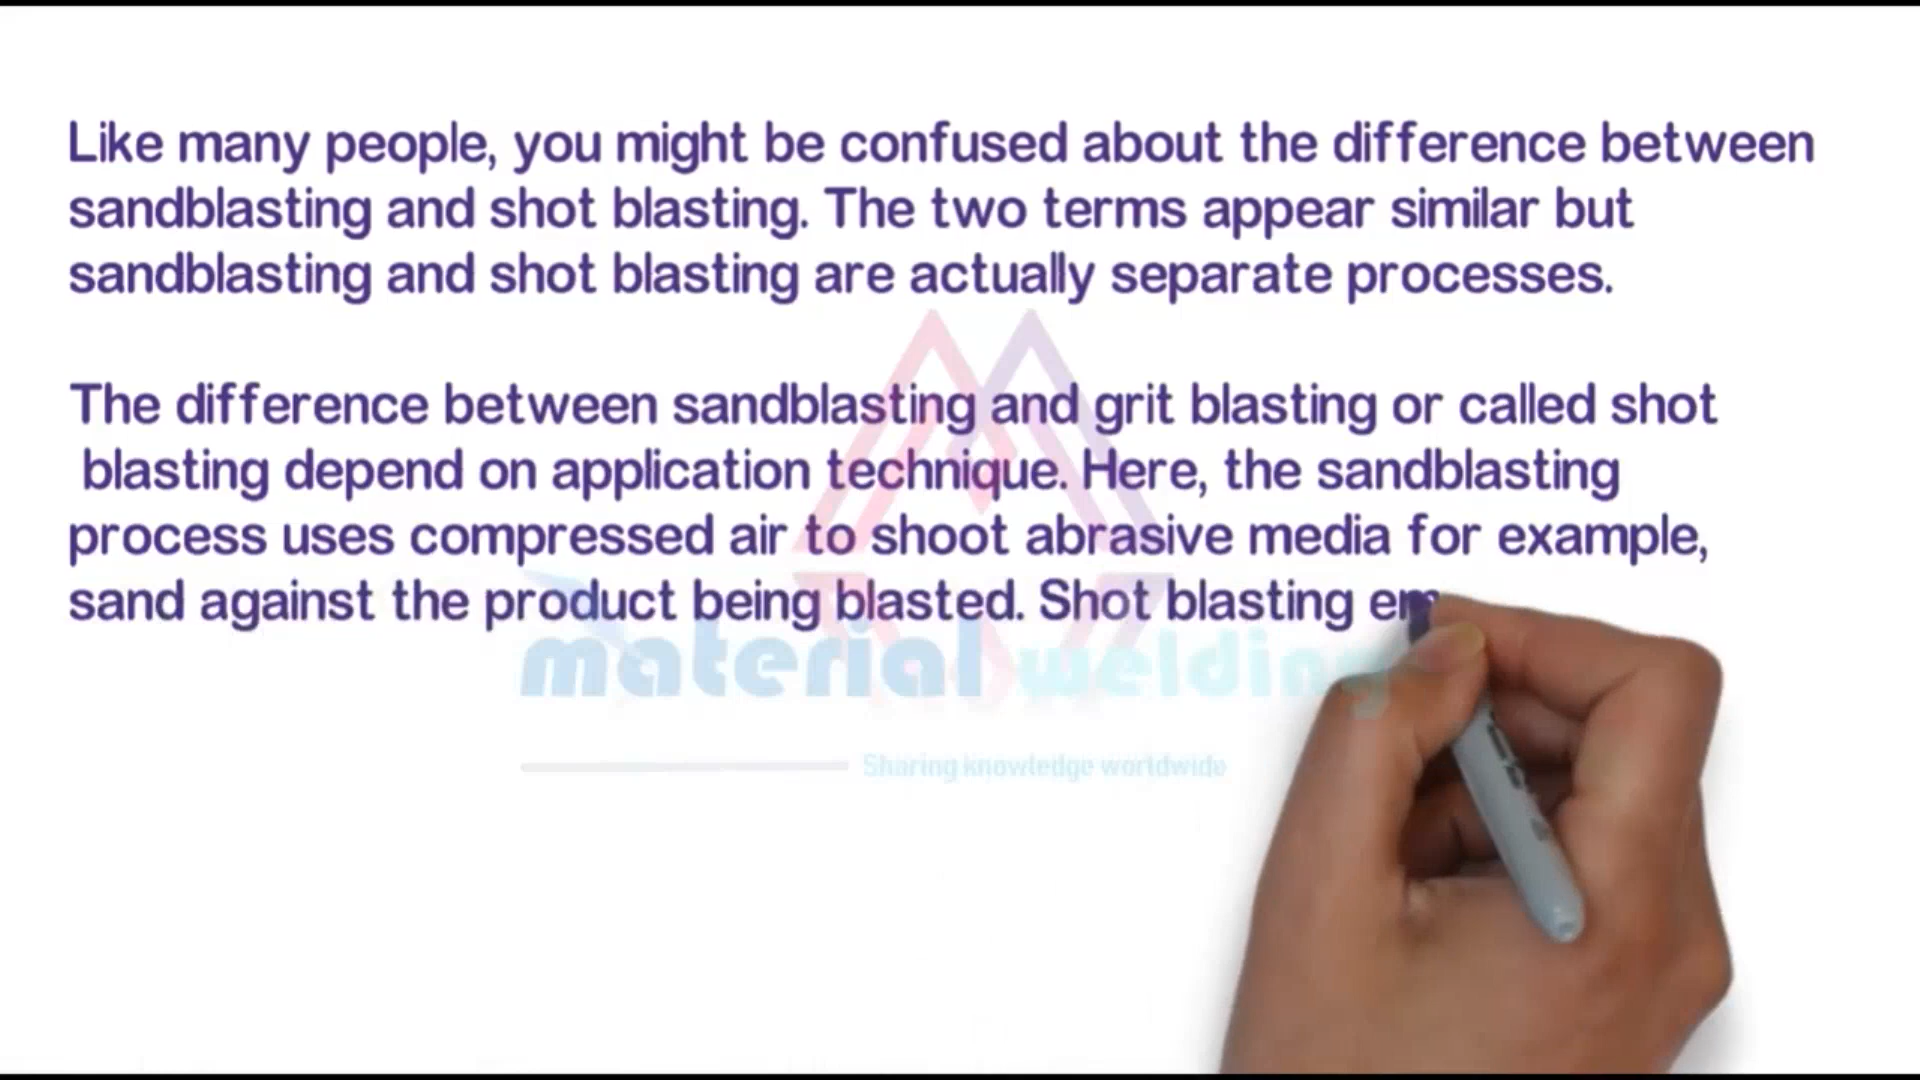 Like many people, you might be confused about the difference between
sandblasting and shot blasting. The two terms appear similar but
sandblasting and shot blasting are actually separate processes.
The difference between sandblasting and grit blasting or called shot
blasting depend on application technique. Here, the sandblasting
process uses compressed air to shoot abrasive media for example,
sand against the product being blasted. Shot blasting
material welding
Sharing knowledge worldwide